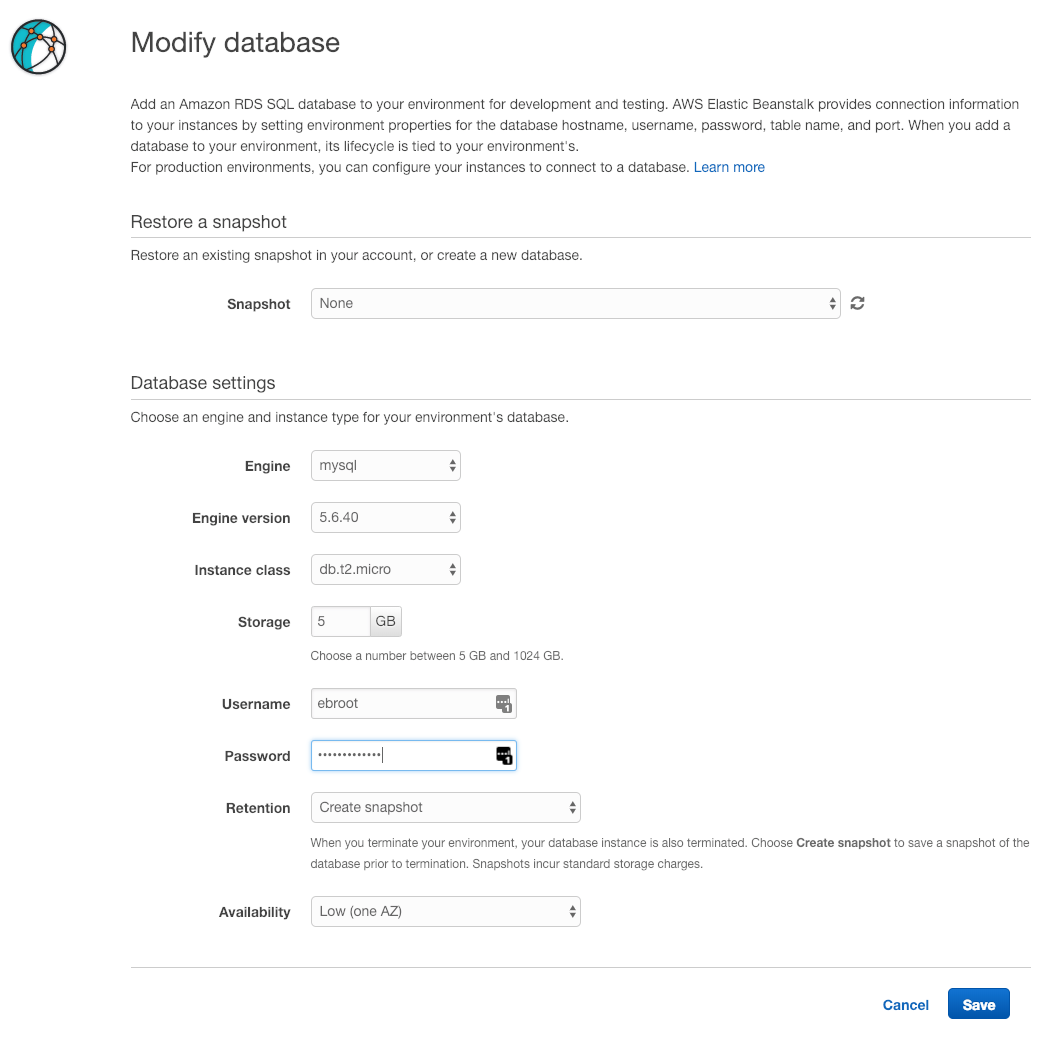 Modify database
Add an Amazon RDS SQL database to your environment for development and testing. AWS Elastic Beanstalk provides connection information
to your instances by setting environment properties for the database hostname, username, password, table name, and port. When you add a
database to your environment, its lifecycle is tied to your environment's.
For production environments, you can configure your instances to connect to a database. Learn more
Restore a snapshot
Restore an existing snapshot in your account, or create a new database.
Snapshot None
Database settings
Choose an engine and instance type for your environment's database.
Engine mysql
Engine version 5.6.40
Instance class db.t2.micro
Storage 5 GB
Choose a number between 5 GB and 1024 GB.
Username ebroot 1
Password ••••••••••••• 1
Retention Create snapshot
When you terminate your environment, your database instance is also terminated. Choose Create snapshot to save a snapshot of the
database prior to termination. Snapshots incur standard storage charges.
Availability Low (one AZ)
Cancel Save